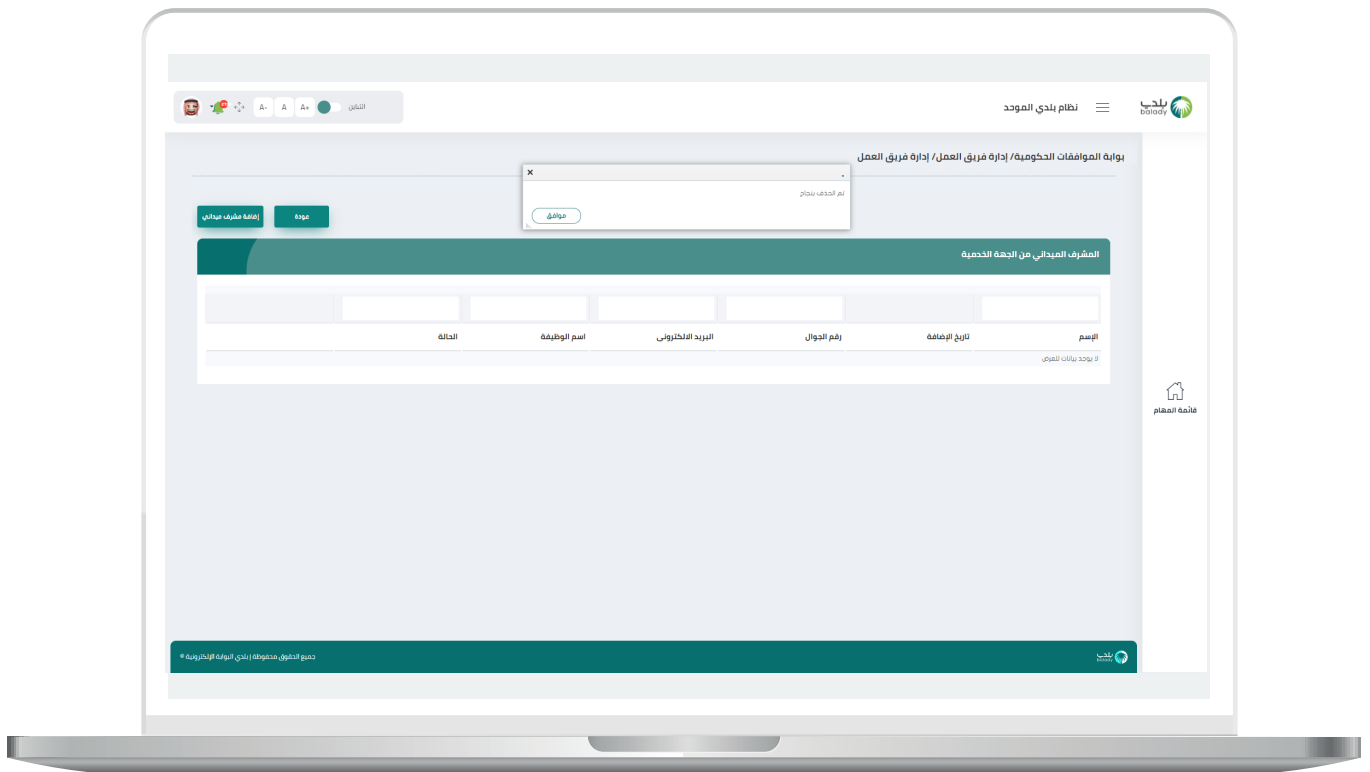 بلدي
balady
نظام بلدي الموحد
التباين
A+
A
A-
بوابة الموافقات الحكومية/ إدارة فريق العمل/ إدارة فريق العمل
.
×
تم الحذف بنجاح
موافق
عودة
إضافة مشرف ميداني
المشرف الميداني من الجهة الخدمية
الإسم تاريخ الإضافة رقم الجوال البريد الالكتروني اسم الوظيفة الحالة
لا يوجد بيانات للعرض
قائمة المهام
بلدي
balady
جميع الحقوق محفوظة | بلدي البوابة الإلكترونية ©